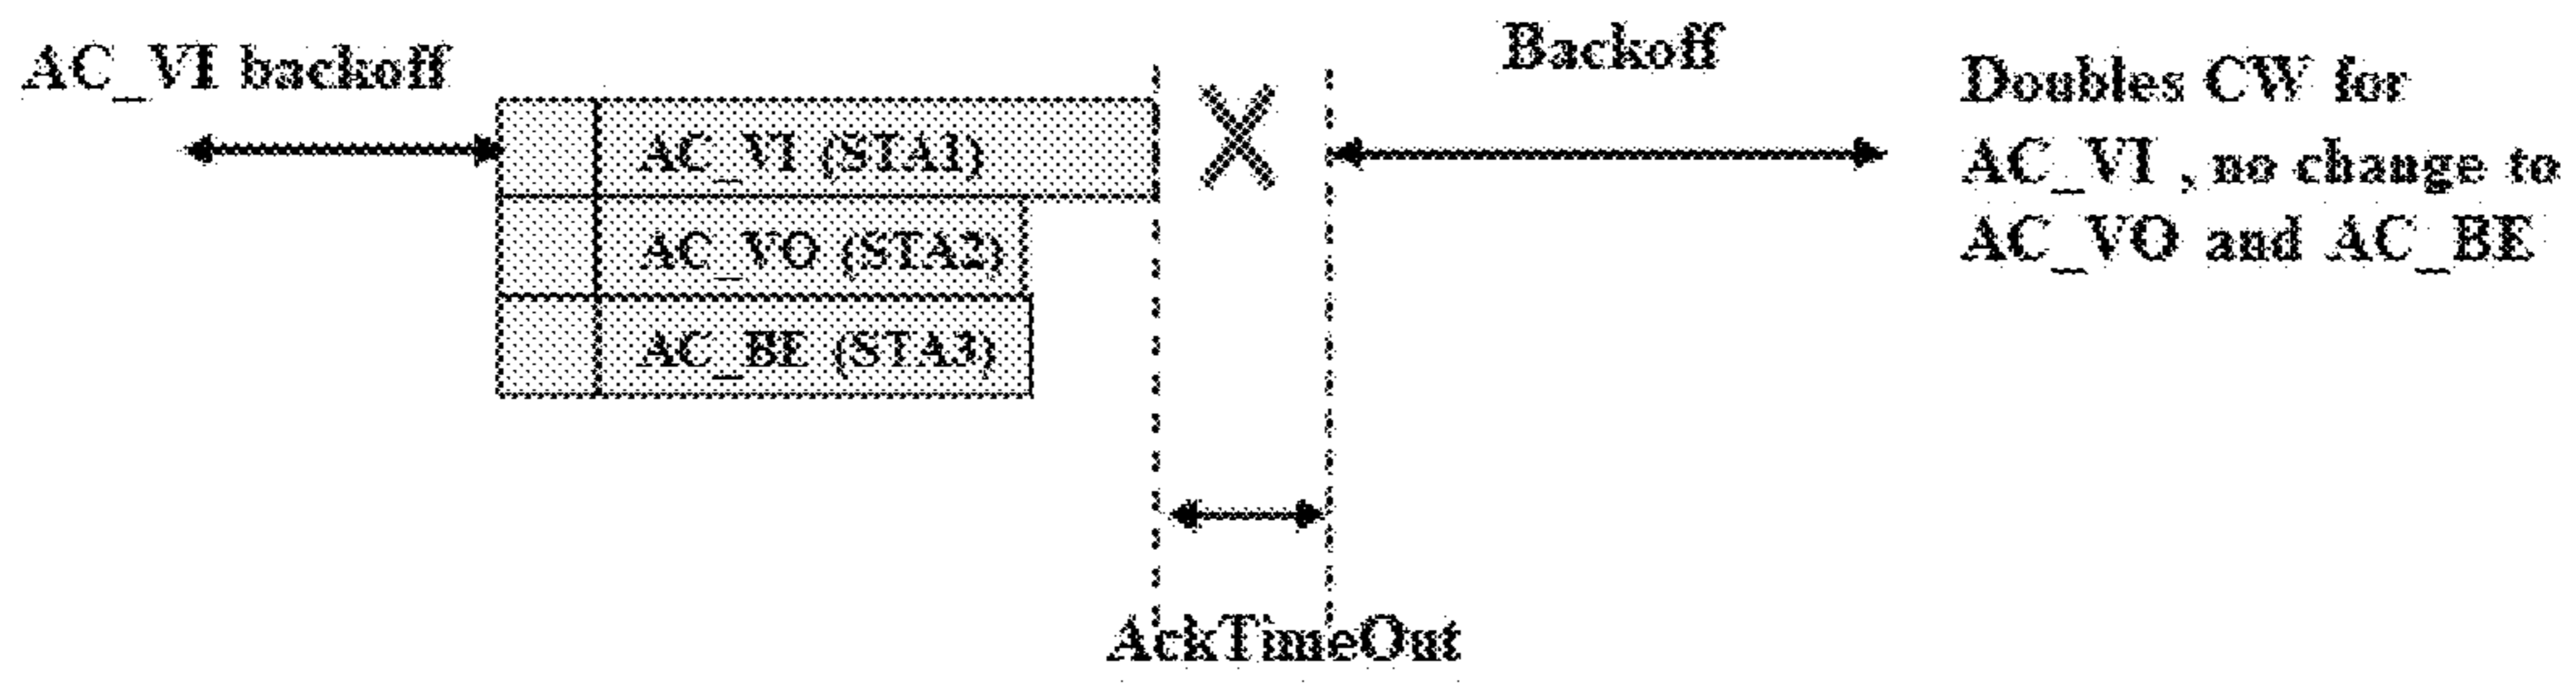 AC_VI backoff
Backoff
Doubles CW for
AC_VI , no change to
AC_VO and AC_BE
AC_VI (STA1)
AC_VO (STA2)
AC_BE (STA3)
AckTimeOut